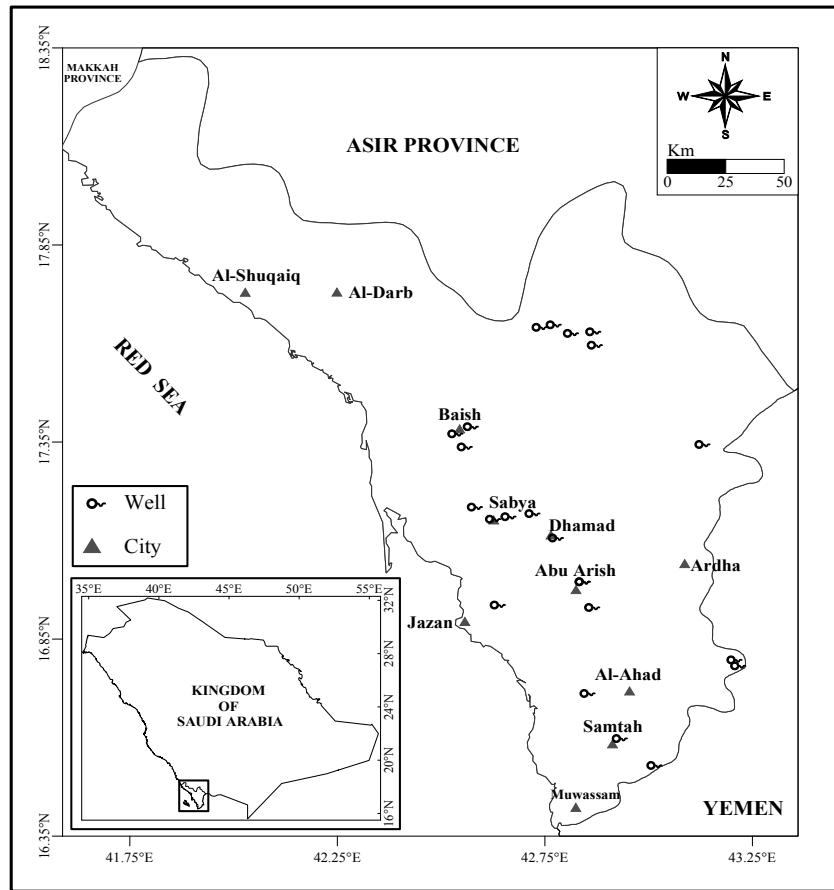 18.35°N
17.85°N
17.35°N
16.85°N
16.35°N
MAKKAH
PROVINCE
ASIR PROVINCE
N
W
E
S
Km
0
25
50
Al-Shuqaiq
Al-Darb
RED SEA
Baish
Sabya
Dhamad
Abu Arish
Ardha
Jazan
Al-Ahad
Samtah
Muwassam
YEMEN
Well
City
35°E
40°E
45°E
50°E
55°E
32°N
28°N
24°N
20°N
16°N
KINGDOM
OF
SAUDI ARABIA
41.75°E
42.25°E
42.75°E
43.25°E